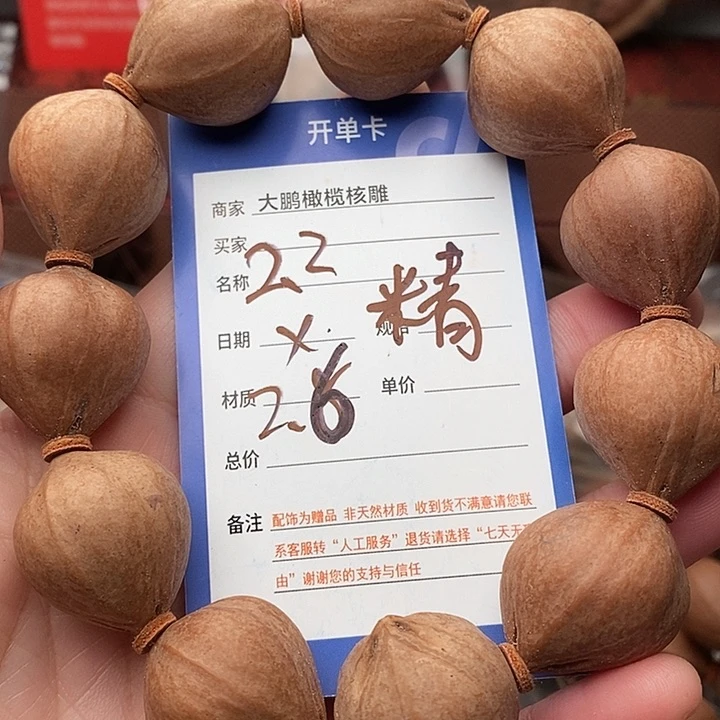 开单卡
商家 大鹏橄榄核雕
买家
名称 22
精
日期 x 规格
材质 2.6 单价
总价
备注 配饰为赠品 非天然材质 收到货不满意请您联
系客服转“人工服务”退货请选择“七天无
由”谢谢您的支持与信任